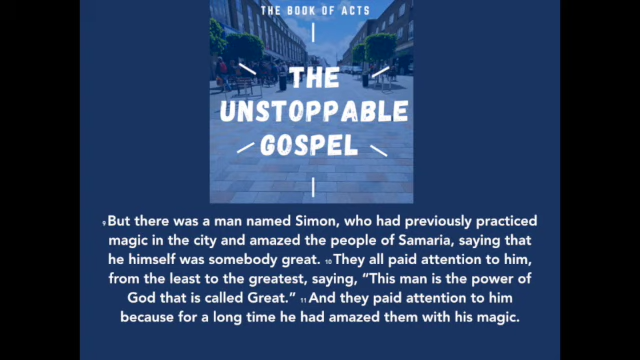 THE BOOK OF ACTS
THE
UNSTOPPABLE
GOSPEL
9 But there was a man named Simon, who had previously practiced
magic in the city and amazed the people of Samaria, saying that
he himself was somebody great. 10 They all paid attention to him,
from the least to the greatest, saying, “This man is the power of
God that is called Great.” 11 And they paid attention to him
because for a long time he had amazed them with his magic.